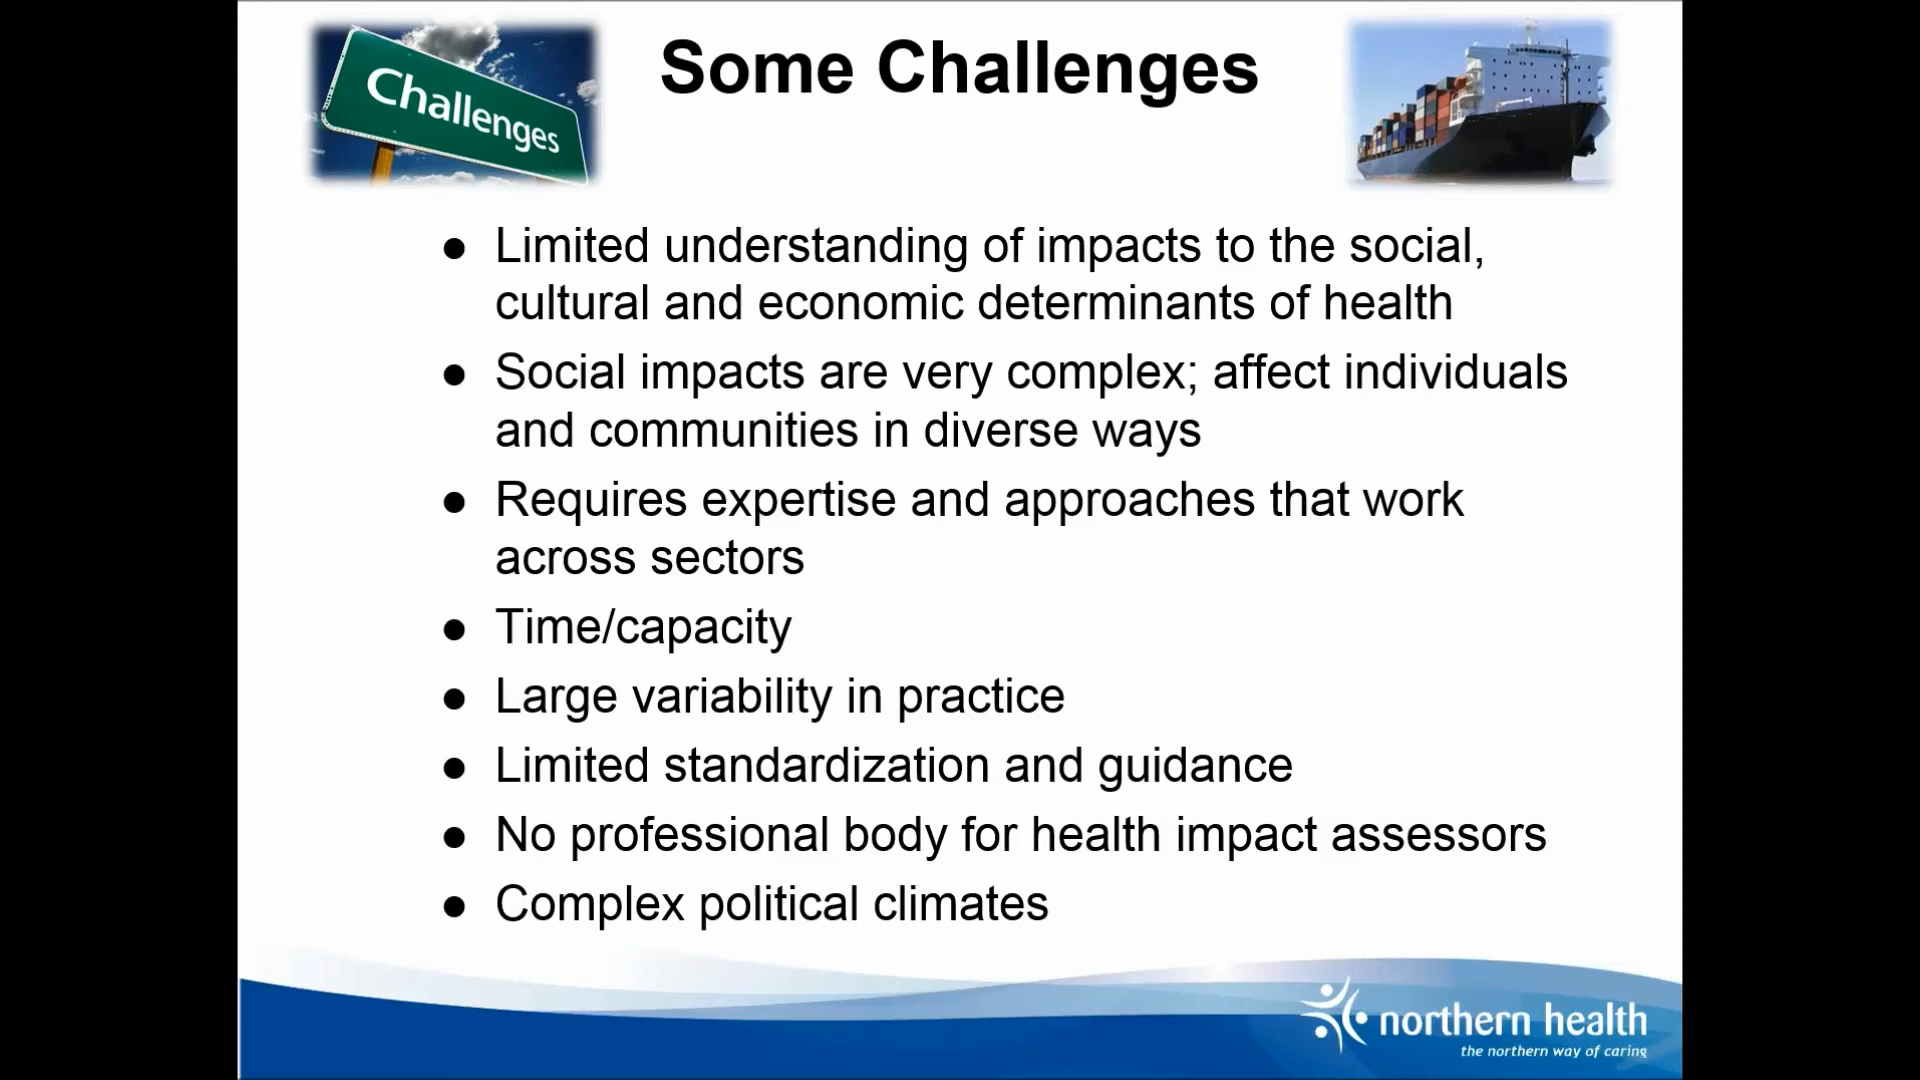 Challenges
Some Challenges
● Limited understanding of impacts to the social,
cultural and economic determinants of health
● Social impacts are very complex; affect individuals
and communities in diverse ways
● Requires expertise and approaches that work
across sectors
● Time/capacity
● Large variability in practice
● Limited standardization and guidance
● No professional body for health impact assessors
● Complex political climates
northern health
the northern way of caring